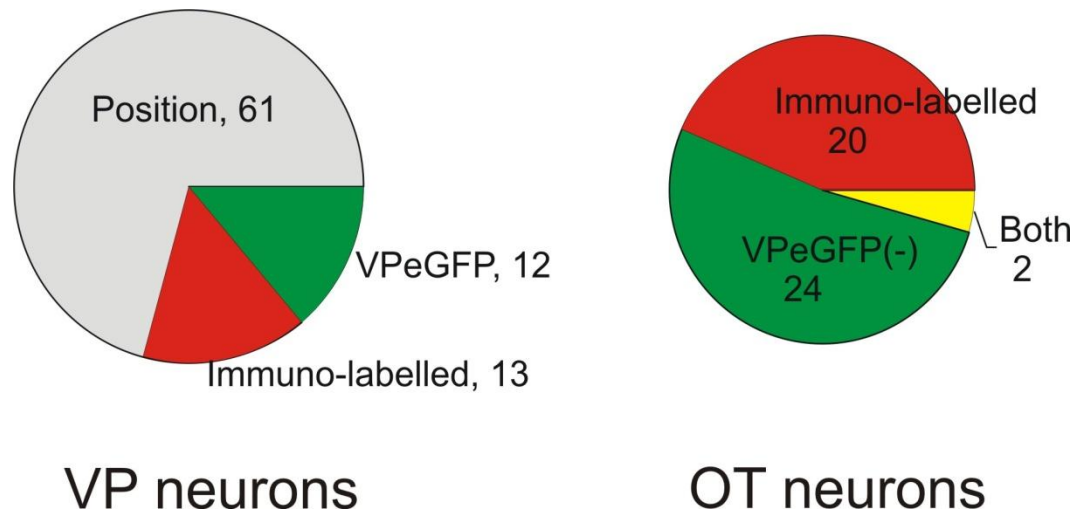 Position, 61
VPeGFP, 12
Immuno-labelled, 13
VP neurons
Immuno-labelled
20
VPeGFP(-)
24
Both
2
OT neurons